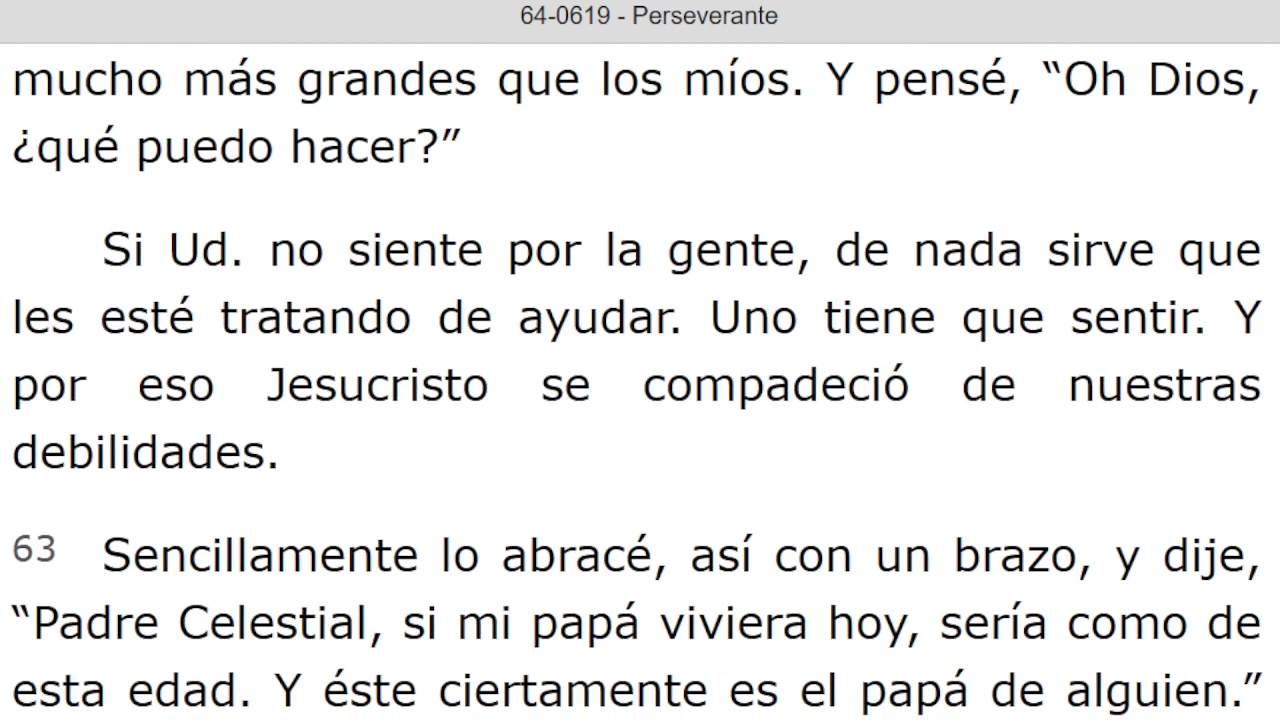 64-0619 - Perseverante
mucho más grandes que los míos. Y pensé, “Oh Dios,
¿qué puedo hacer?”
Si Ud. no siente por la gente, de nada sirve que
les esté tratando de ayudar. Uno tiene que sentir. Y
por eso Jesucristo se compadeció de nuestras
debilidades.
63 Sencillamente lo abracé, así con un brazo, y dije,
“Padre Celestial, si mi papá viviera hoy, sería como de
esta edad. Y éste ciertamente es el papá de alguien.”